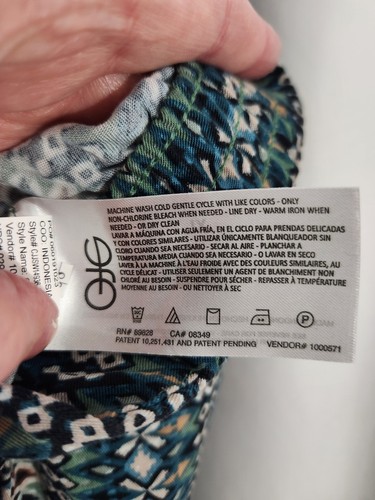 MACHINE WASH COLD GENTLE CYCLE WITH LIKE COLORS - ONLY
NON-CHLORINE BLEACH WHEN NEEDED - LINE DRY - WARM IRON WHEN
NEEDED - OR DRY CLEAN
LAVAR A MÁQUINA CON AGUA FRÍA, EN EL CICLO PARA PRENDAS DELICADAS
Y CON COLORES SIMILARES - UTILIZAR ÚNICAMENTE BLANQUEADOR SIN
CLORO CUANDO SEA NECESARIO - SECAR AL AIRE - PLANCHAR A
TEMPERATURA MEDIA CUANDO SEA NECESARIO - O LAVAR EN SECO
LAVER À LA MACHINE À L'EAU FROIDE AVEC DES COULEURS SIMILAIRES, AU
CYCLE DÉLICAT - UTILISER SEULEMENT UN AGENT DE BLANCHIMENT NON
CHLORÉ AU BESOIN - SUSPENDRE POUR SÉCHER - REPASSER À TEMPÉRATURE
MOYENNE AU BESOIN - OU NETTOYER À SEC
P
RN# 89828 CA# 08349
PATENT 10,251,431 AND PATENT PENDING VENDOR# 1000571
Style#
Style Name:
Vendor#